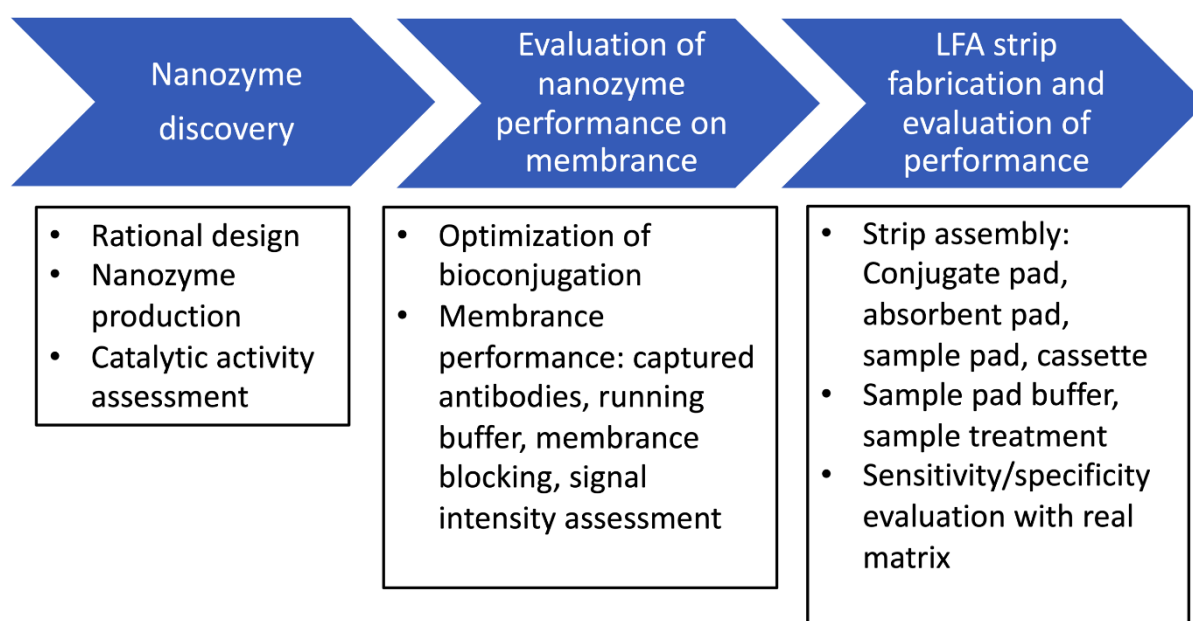 Nanozyme
discovery
Evaluation of
nanozyme
performance on
membrance
LFA strip
fabrication and
evaluation of
performance
• Rational design
• Nanozyme
production
• Catalytic activity
assessment
• Optimization of
bioconjugation
• Membrance
performance: captured
antibodies, running
buffer, membrance
blocking, signal
intensity assessment
• Strip assembly:
Conjugate pad,
absorbent pad,
sample pad, cassette
• Sample pad buffer,
sample treatment
• Sensitivity/specificity
evaluation with real
matrix